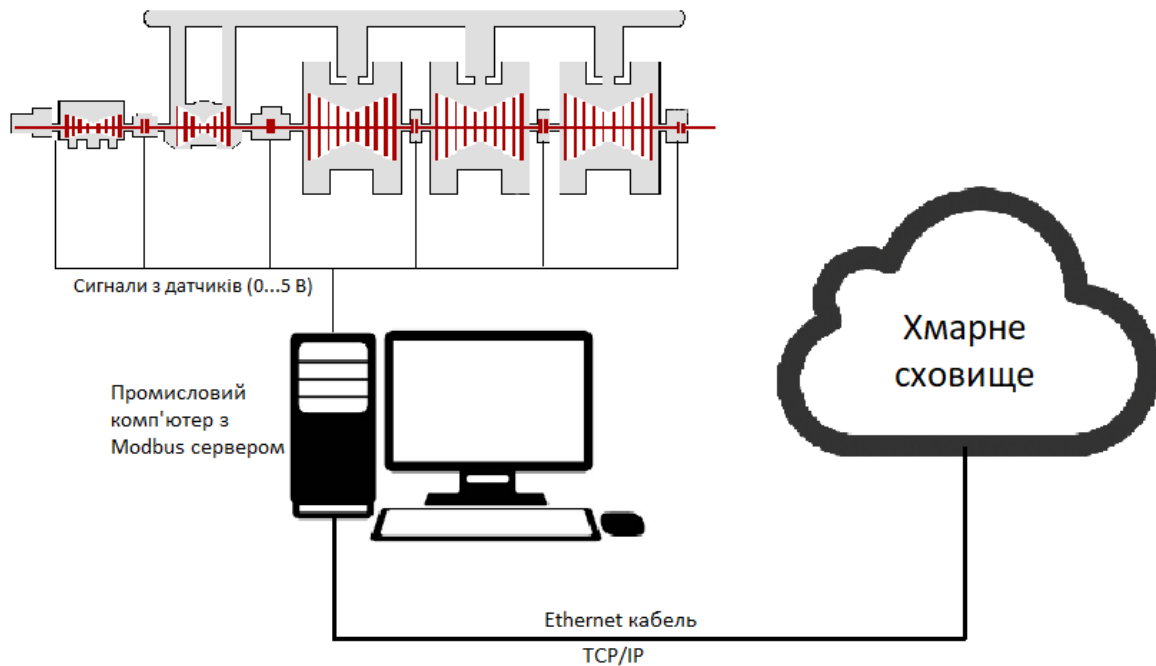 Сигнали з датчиків (0...5 В)
Промисловий
комп'ютер з
Modbus сервером
Хмарне
сховище
Ethernet кабель
TCP/IP